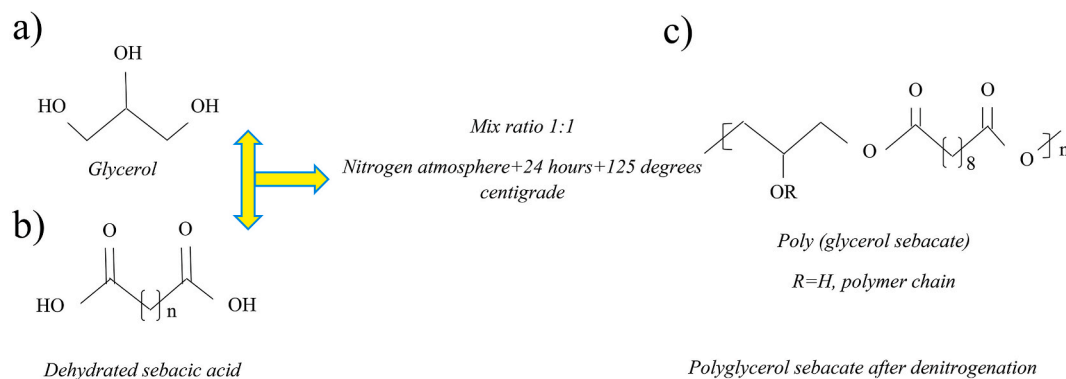 a)
OH
HO
OH
Glycerol
b)
O
O
HO
n
OH
Dehydrated sebacic acid
Mix ratio 1:1
Nitrogen atmosphere+24 hours+125 degrees
centigrade
c)
O
O
O
8
O
n
OR
Poly (glycerol sebacate)
R=H, polymer chain
Polyglycerol sebacate after denitrogenation